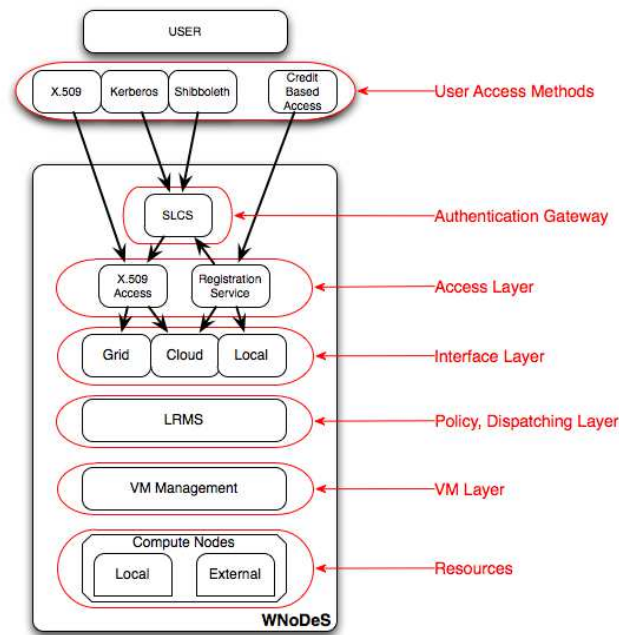 USER
X.509
Kerberos
Shibboleth
Credit
Based
Access
User Access Methods
SLCS
Authentication Gateway
X.509
Access
Registration
Service
Access Layer
Grid
Cloud
Local
Interface Layer
LRMS
Policy, Dispatching Layer
VM Management
VM Layer
Compute Nodes
Local
External
Resources
WNoDeS